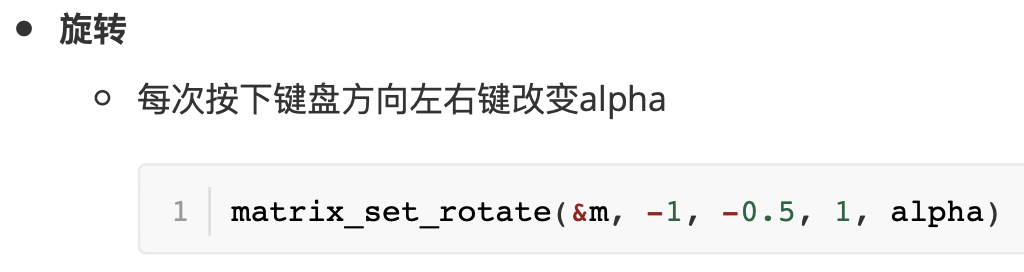 旋转
每次按下键盘方向左右键改变alpha
1 matrix_set_rotate(&m, -1, -0.5, 1, alpha)